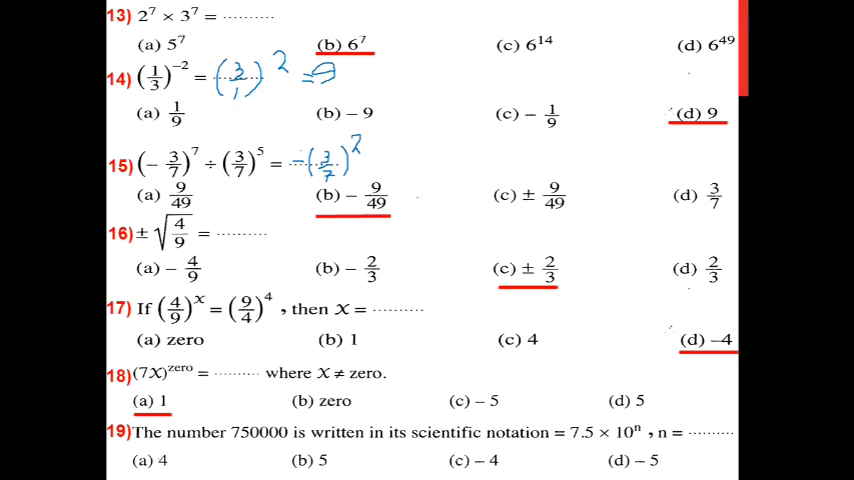 13) 2⁷ × 3⁷ = ..........
(a) 5⁷ (b) 6⁷ (c) 6¹⁴ (d) 6⁴⁹
14) (1/3)⁻² = (3/1)² = 9
(a) 1/9 (b) – 9 (c) – 1/9 (d) 9
15) (– 3/7)⁷ ÷ (3/7)⁵ = –(3/7)²
(a) 9/49 (b) – 9/49 (c) ± 9/49 (d) 3/7
16) ± √(4/9) = ..........
(a) – 4/9 (b) – 2/3 (c) ± 2/3 (d) 2/3
17) If (4/9)ˣ = (9/4)⁴ , then x = ..........
(a) zero (b) 1 (c) 4 (d) –4
18) (7x)^zero = .......... where x ≠ zero.
(a) 1 (b) zero (c) – 5 (d) 5
19) The number 750000 is written in its scientific notation = 7.5 × 10ⁿ , n = ..........
(a) 4 (b) 5 (c) – 4 (d) – 5